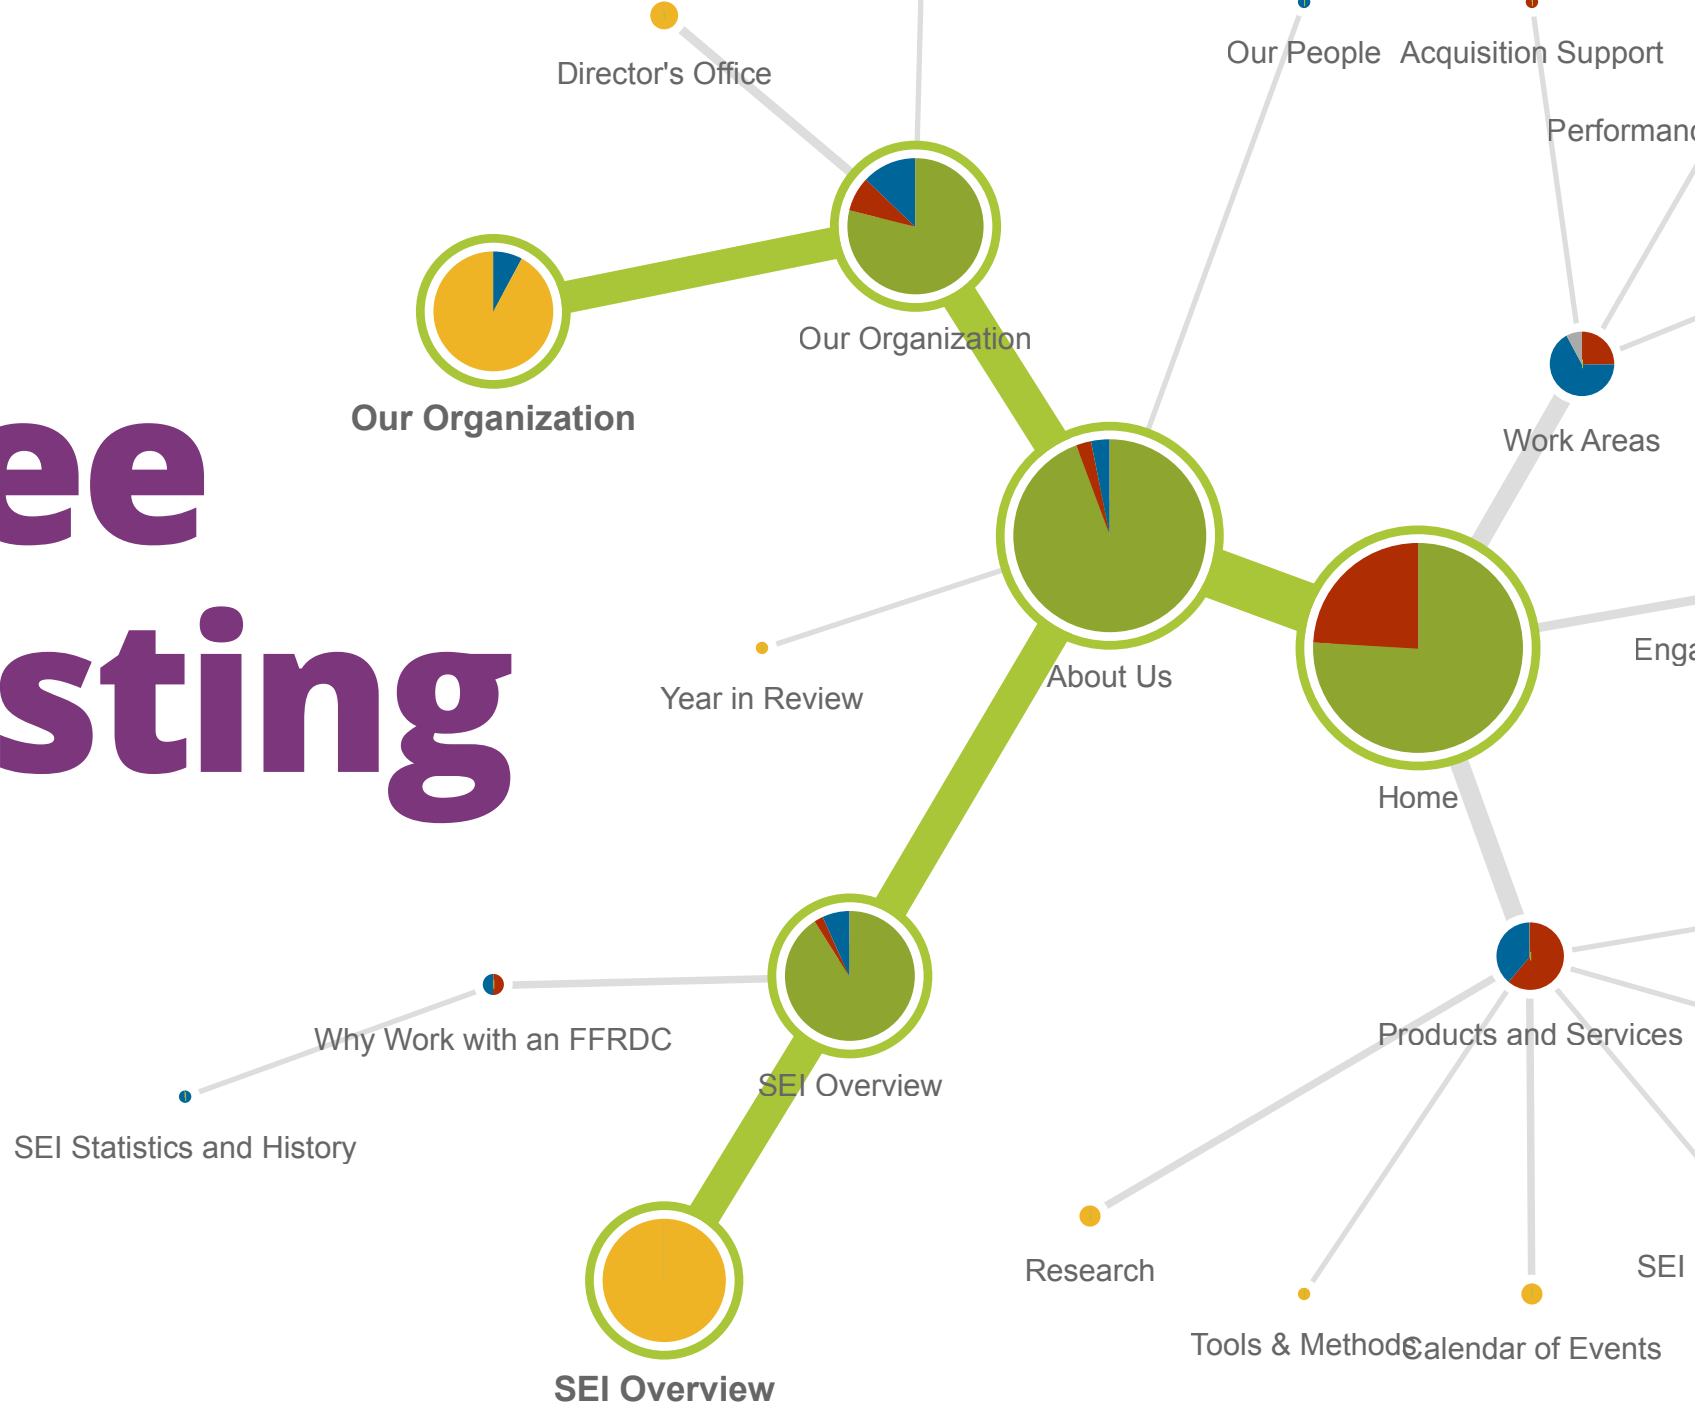 Director's Office
Our People
Acquisition Support
Our Organization
Our Organization
Work Areas
ee
sting
About Us
Year in Review
Home
Why Work with an FFRDC
SEI Overview
Products and Services
SEI Statistics and History
Research
SEI
Tools & Methods
Calendar of Events
SEI Overview